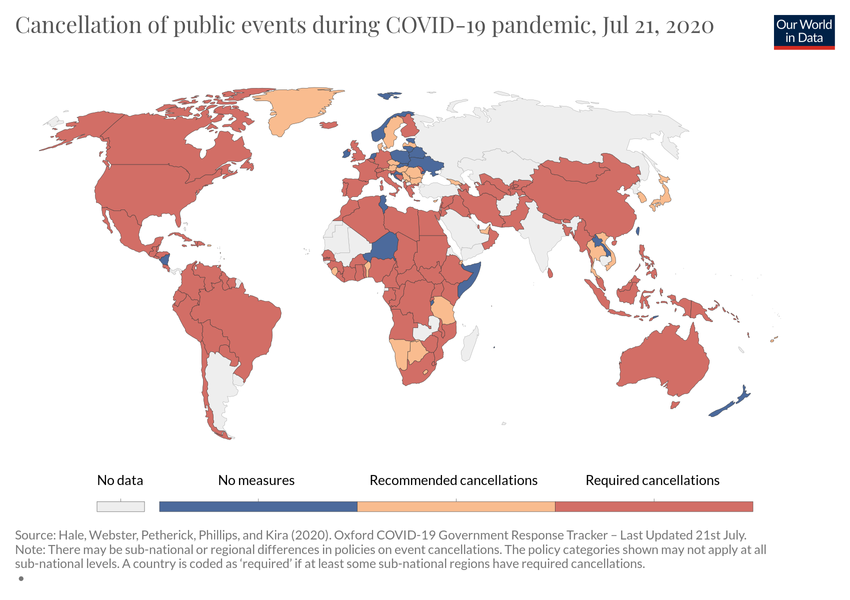 Cancellation of public events during COVID-19 pandemic, Jul 21, 2020
Our World
in Data
No data
No measures
Recommended cancellations
Required cancellations
Source: Hale, Webster, Petherick, Phillips, and Kira (2020). Oxford COVID-19 Government Response Tracker – Last Updated 21st July.
Note: There may be sub-national or regional differences in policies on event cancellations. The policy categories shown may not apply at all
sub-national levels. A country is coded as ‘required’ if at least some sub-national regions have required cancellations.
•